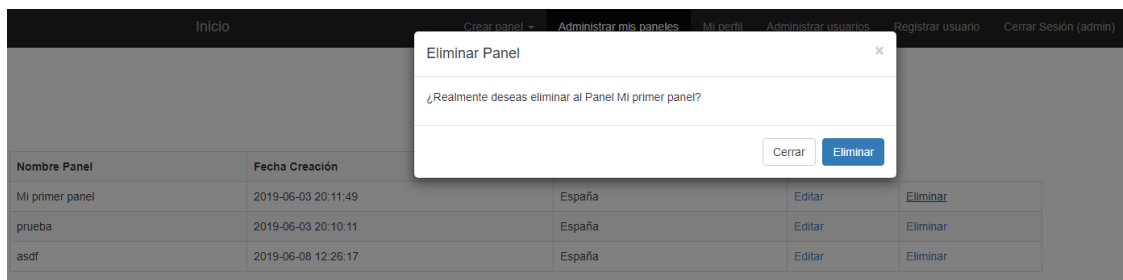 Inicio Crear panel Administrar mis paneles Mi perfil Administrar usuarios Registrar usuario Cerrar Sesión (admin)
Eliminar Panel ×
¿Realmente deseas eliminar al Panel Mi primer panel?
Cerrar Eliminar
Nombre Panel Fecha Creación
Mi primer panel 2019-06-03 20:11:49 España Editar Eliminar
prueba 2019-06-03 20:10:11 España Editar Eliminar
asdf 2019-06-08 12:26:17 España Editar Eliminar